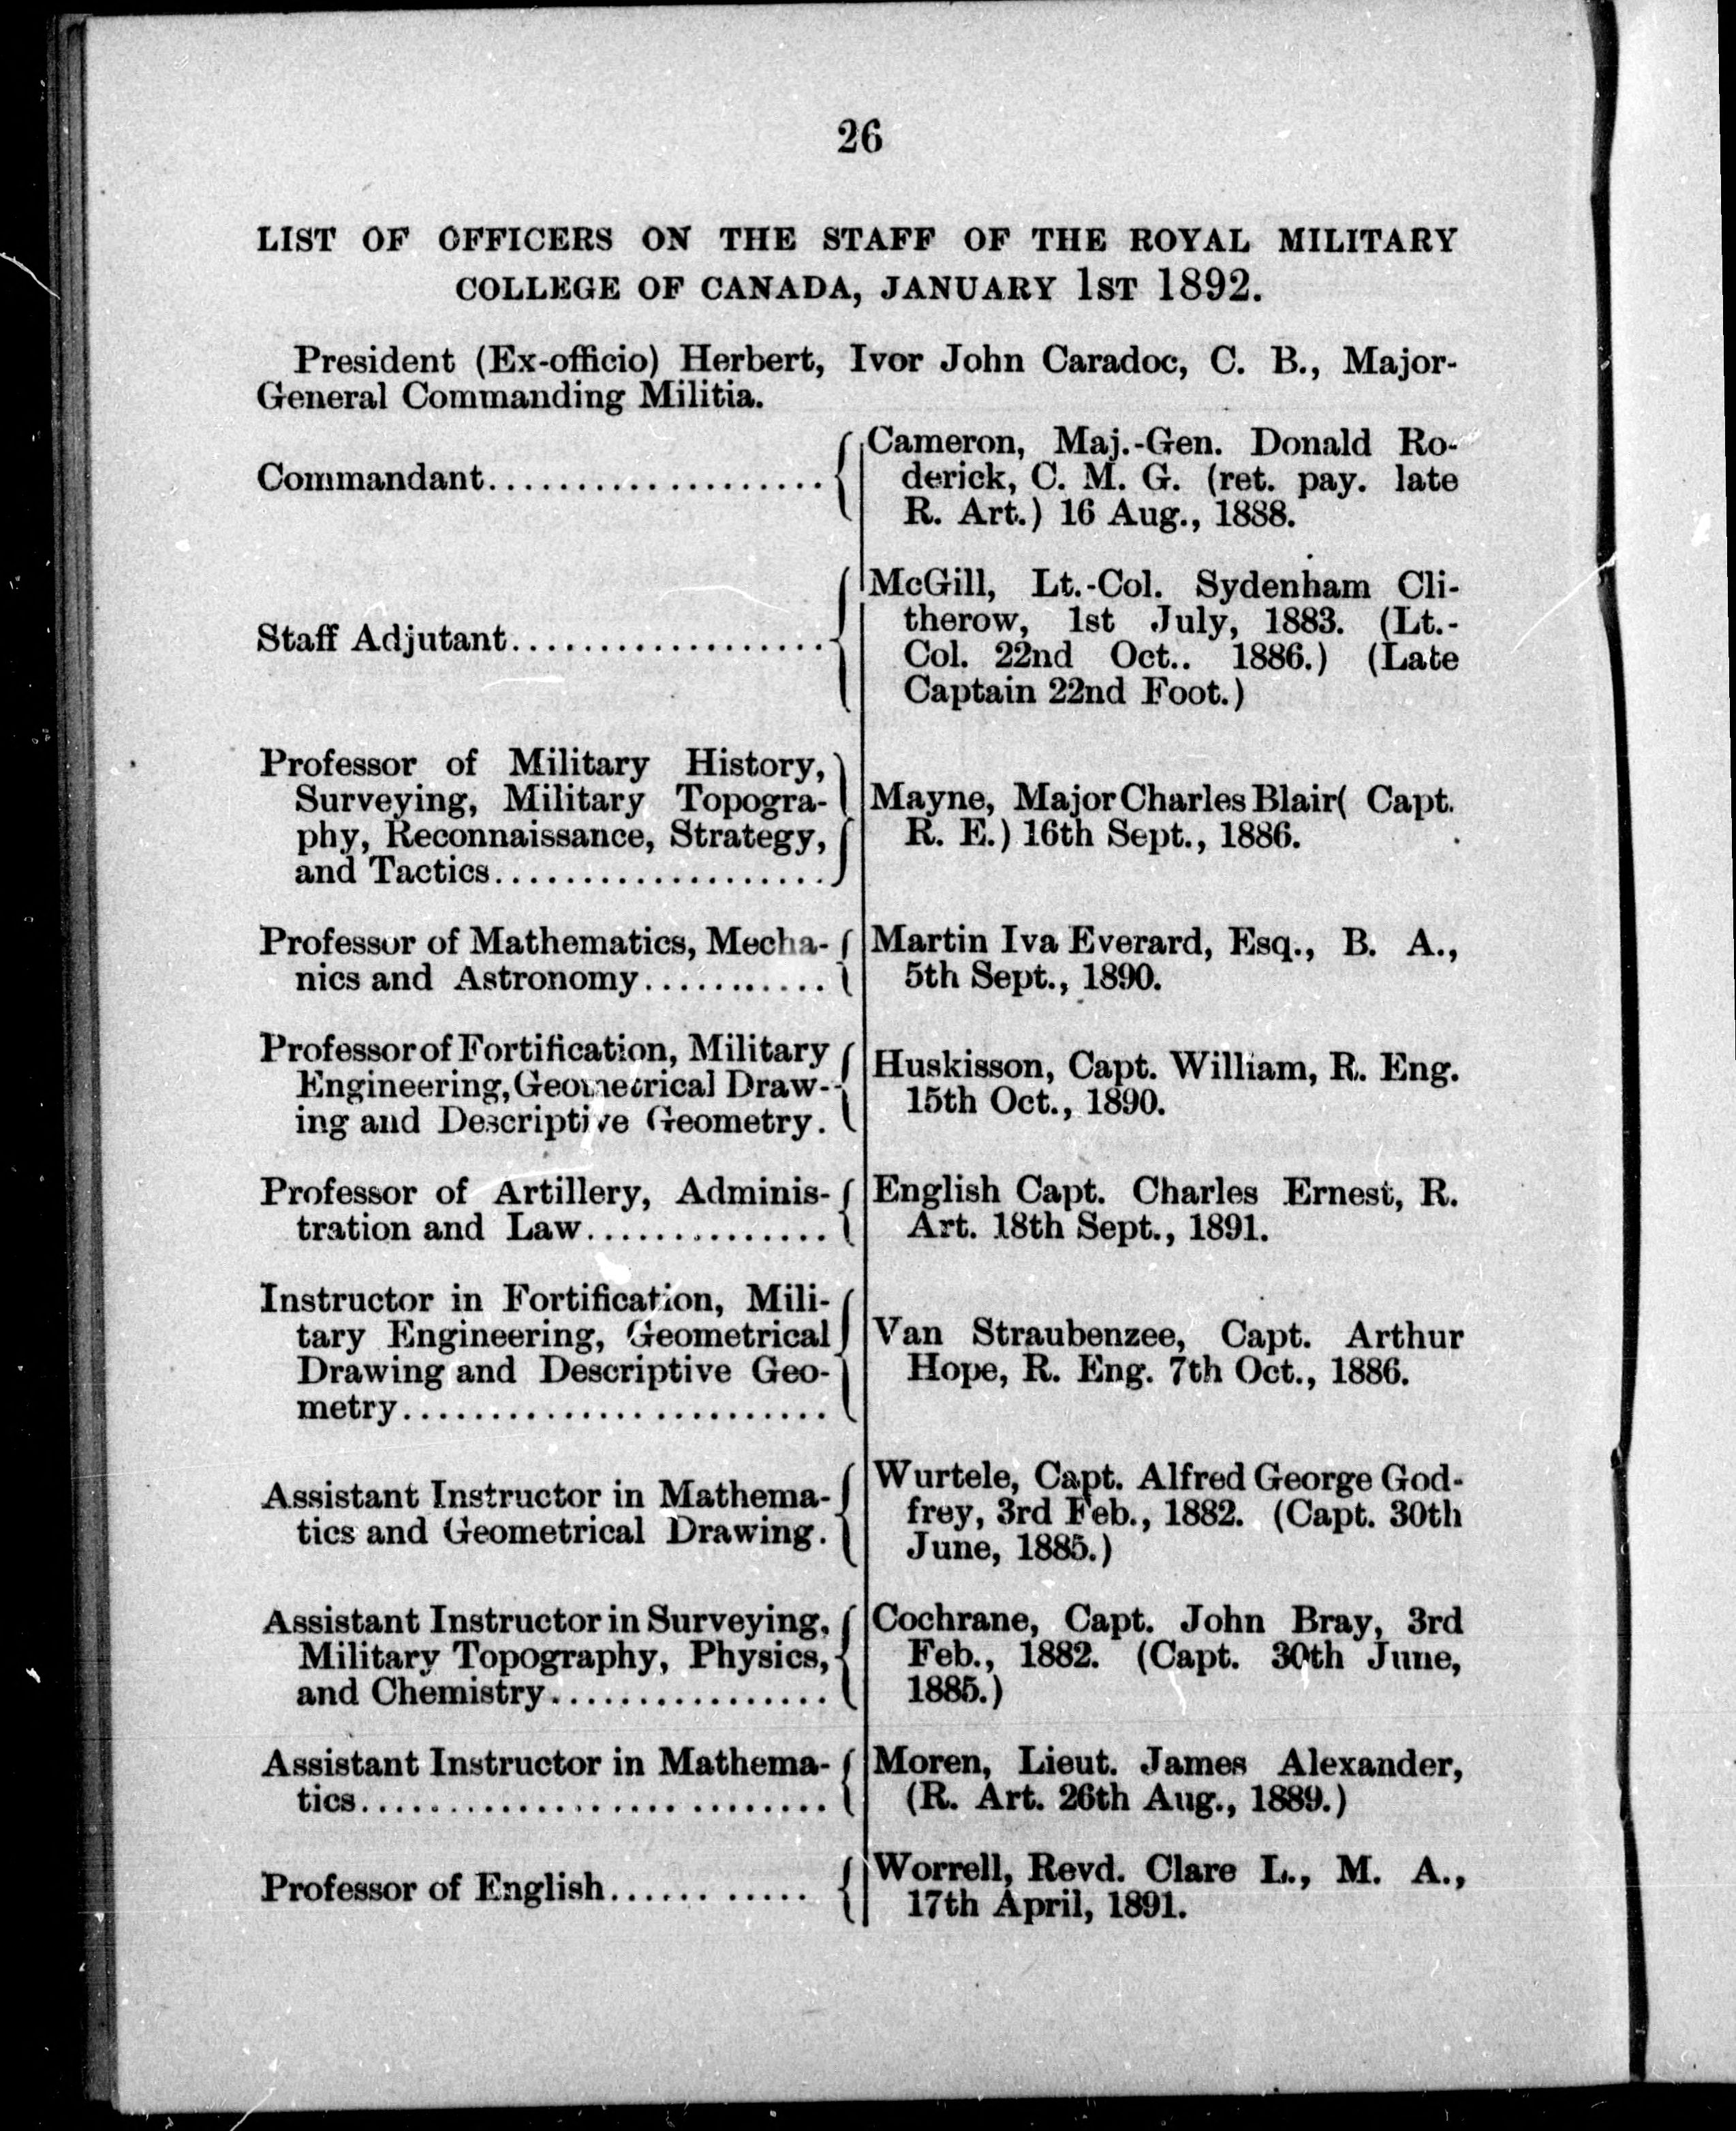 26
LIST OF OFFICERS ON THE STAFF OF THE ROYAL MILITARY
COLLEGE OF CANADA, JANUARY 1ST 1892.
President (Ex-officio) Herbert, Ivor John Caradoc, C. B., Major-
General Commanding Militia.
Commandant...................
Cameron, Maj.-Gen. Donald Ro-
derick, C. M. G. (ret. pay. late
R. Art.) 16 Aug., 1888.
Staff Adjutant..................
McGill, Lt.-Col. Sydenham Cli-
therow, 1st July, 1883. (Lt.-
Col. 22nd Oct.. 1886.) (Late
Captain 22nd Foot.)
Professor of Military History,
Surveying, Military Topogra-
phy, Reconnaissance, Strategy,
and Tactics...................
Mayne, Major Charles Blair( Capt.
R. E.) 16th Sept., 1886.
Professor of Mathematics, Mecha-
nics and Astronomy...........
Martin Iva Everard, Esq., B. A.,
5th Sept., 1890.
Professor of Fortification, Military
Engineering, Geometrical Draw-
ing and Descriptive Geometry.
Huskisson, Capt. William, R. Eng.
15th Oct., 1890.
Professor of Artillery, Adminis-
tration and Law..............
English Capt. Charles Ernest, R.
Art. 18th Sept., 1891.
Instructor in Fortification, Mili-
tary Engineering, Geometrical
Drawing and Descriptive Geo-
metry........................
Van Straubenzee, Capt. Arthur
Hope, R. Eng. 7th Oct., 1886.
Assistant Instructor in Mathema-
tics and Geometrical Drawing.
Wurtele, Capt. Alfred George God-
frey, 3rd Feb., 1882. (Capt. 30th
June, 1885.)
Assistant Instructor in Surveying,
Military Topography, Physics,
and Chemistry................
Cochrane, Capt. John Bray, 3rd
Feb., 1882. (Capt. 30th June,
1885.)
Assistant Instructor in Mathema-
tics...........................
Moren, Lieut. James Alexander,
(R. Art. 26th Aug., 1889.)
Professor of English...........
Worrell, Revd. Clare L., M. A.,
17th April, 1891.